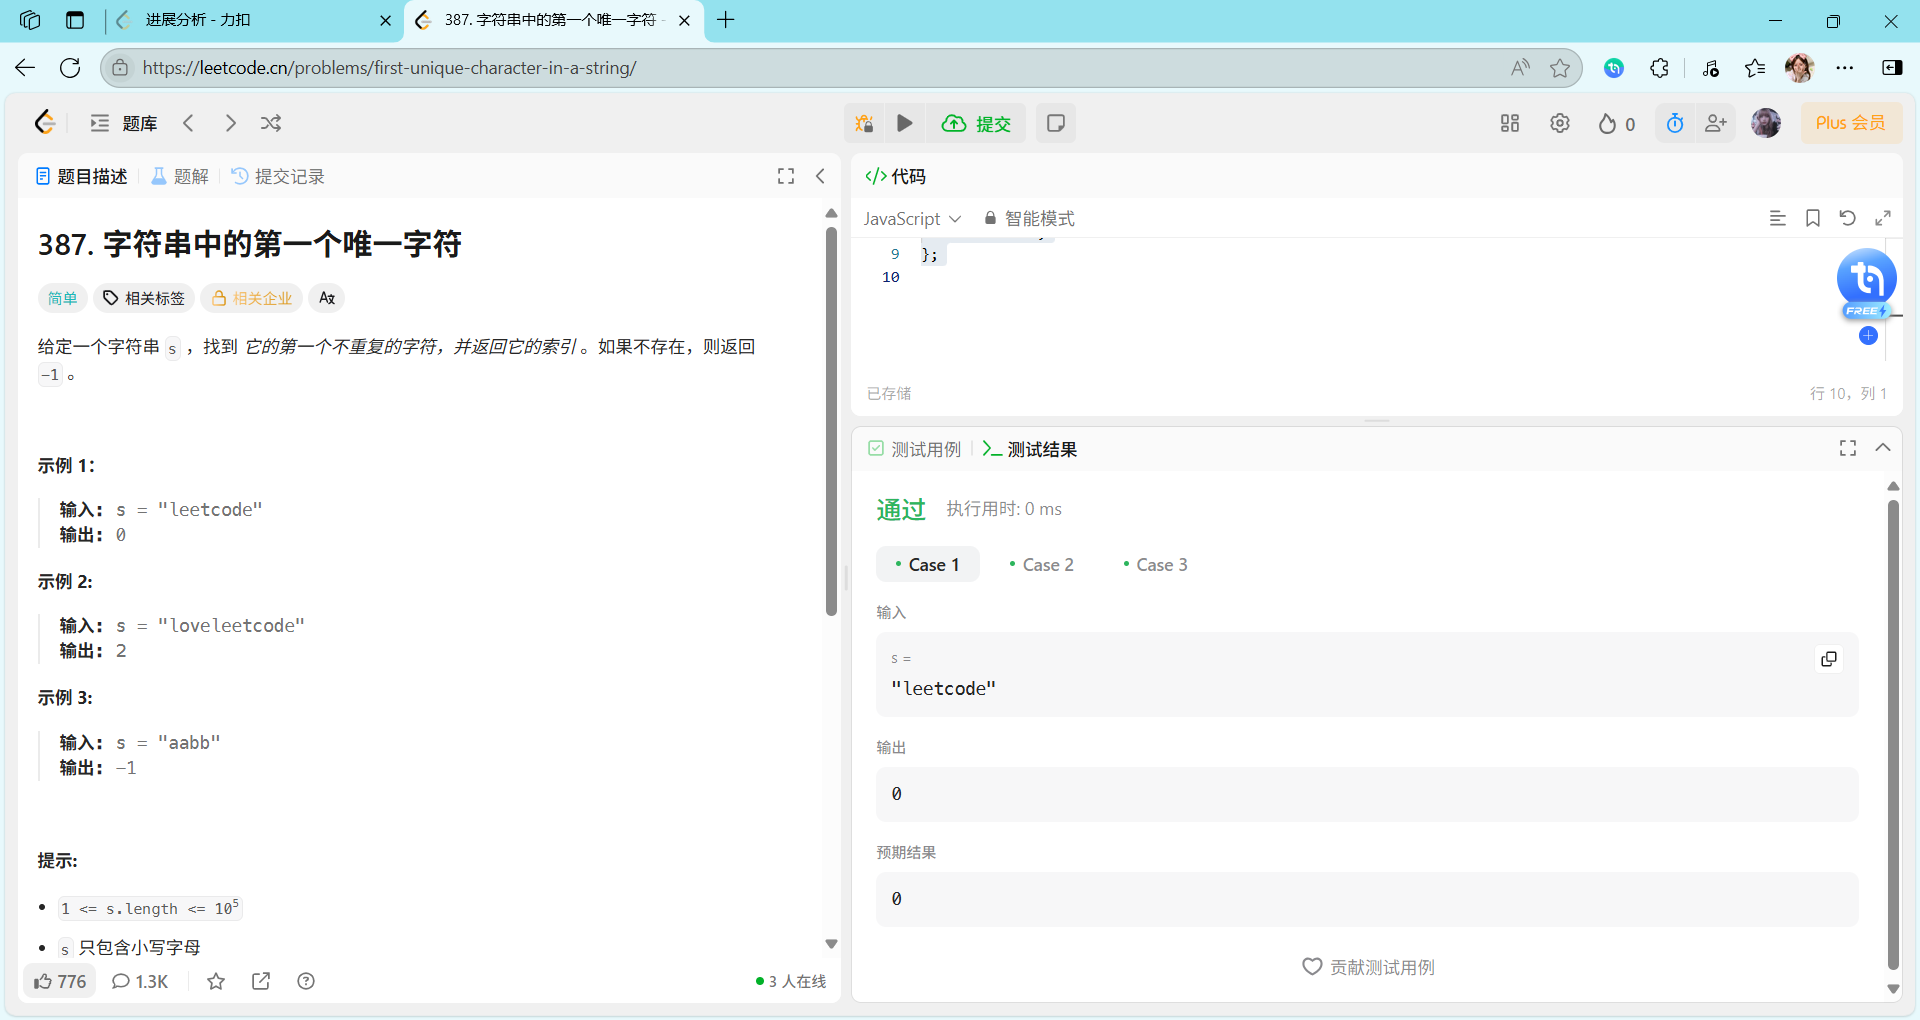 进展分析 - 力扣
387. 字符串中的第一个唯一字符 -
https://leetcode.cn/problems/first-unique-character-in-a-string/
题库
提交
0
Plus 会员
题目描述
题解
提交记录
387. 字符串中的第一个唯一字符
简单
相关标签
相关企业
给定一个字符串 s ，找到 它的第一个不重复的字符，并返回它的索引 。如果不存在，则返回
-1 。
示例 1：
输入: s = "leetcode"
输出: 0
示例 2:
输入: s = "loveleetcode"
输出: 2
示例 3:
输入: s = "aabb"
输出: -1
提示:
1 <= s.length <= 10⁵
s 只包含小写字母
776
1.3K
3 人在线
</> 代码
JavaScript
智能模式
9 };
10
FREE
已存储
行 10，列 1
测试用例
测试结果
通过
执行用时: 0 ms
Case 1
Case 2
Case 3
输入
s =
"leetcode"
输出
0
预期结果
0
贡献测试用例